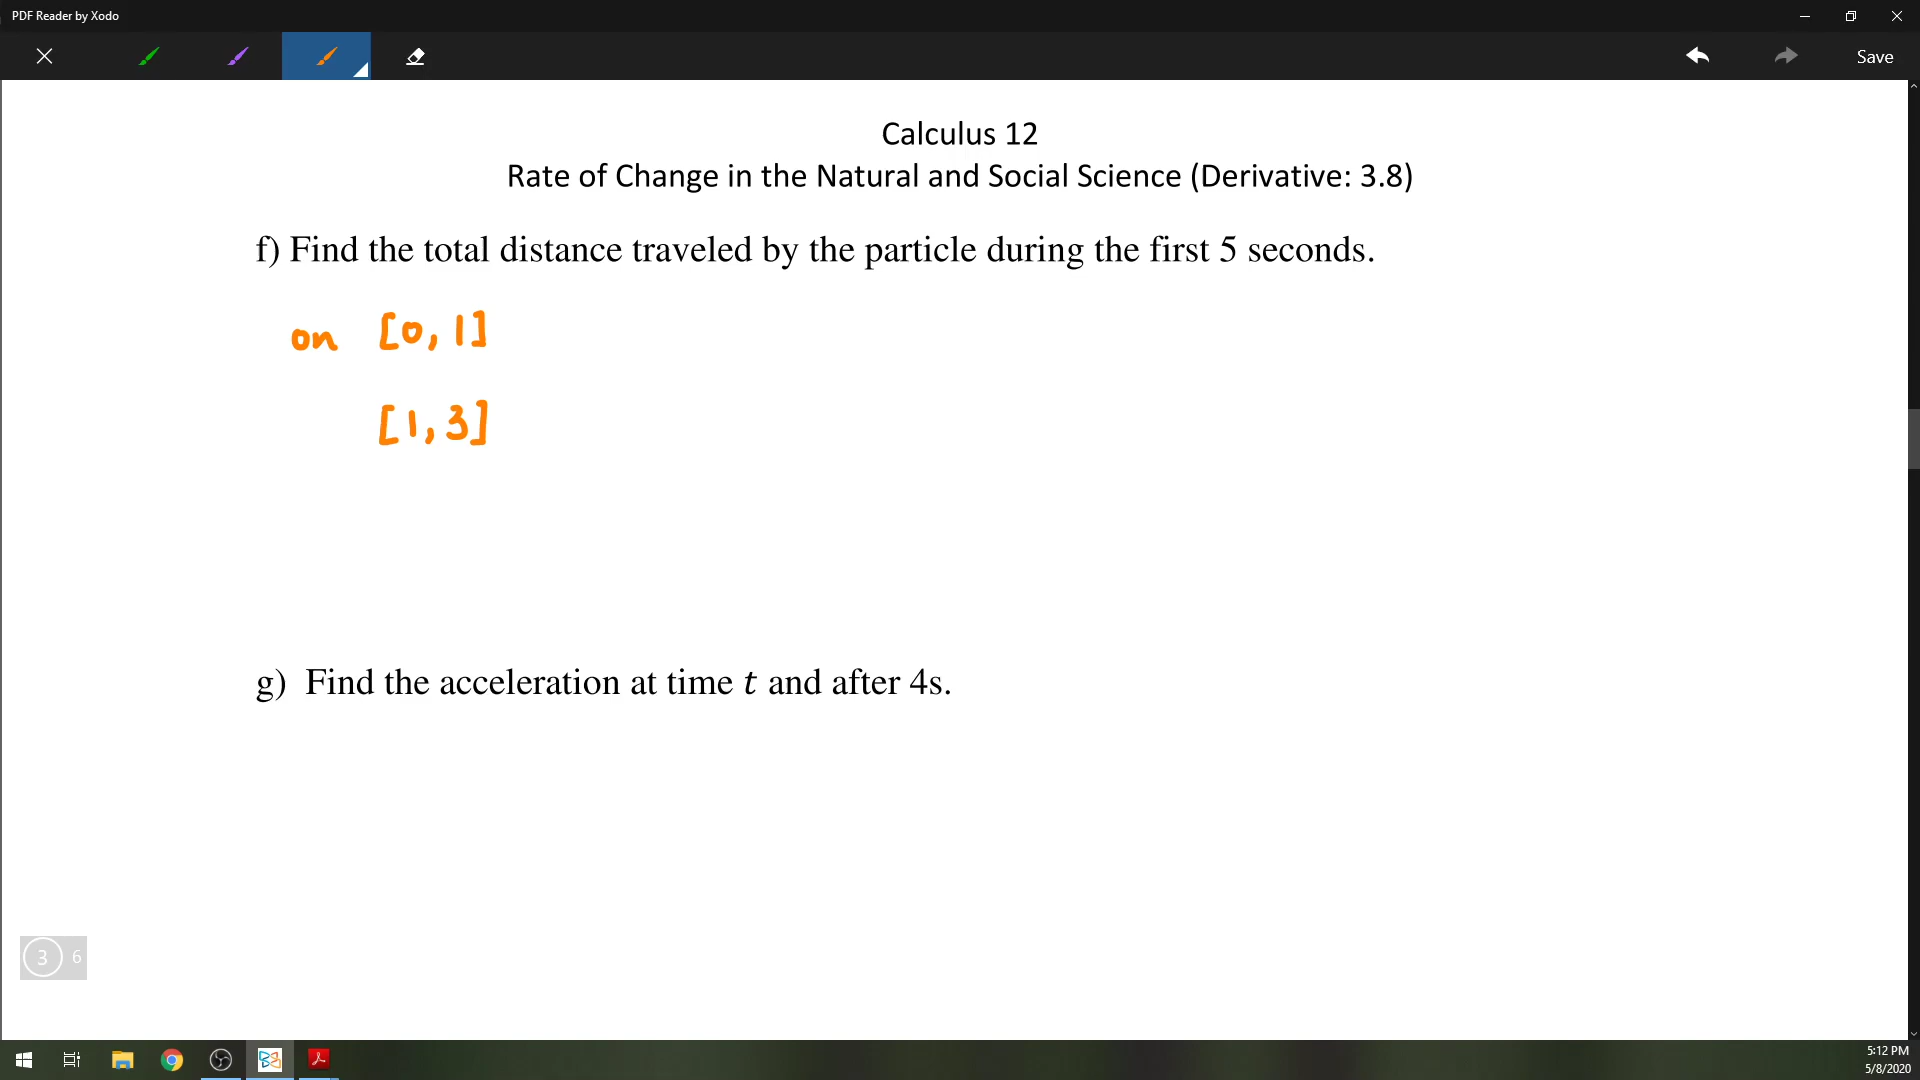 PDF Reader by Xodo
Save
Calculus 12
Rate of Change in the Natural and Social Science (Derivative: 3.8)
f) Find the total distance traveled by the particle during the first 5 seconds.
on [0, 1]
[1, 3]
g) Find the acceleration at time t and after 4s.
3 6
5:12 PM
5/8/2020